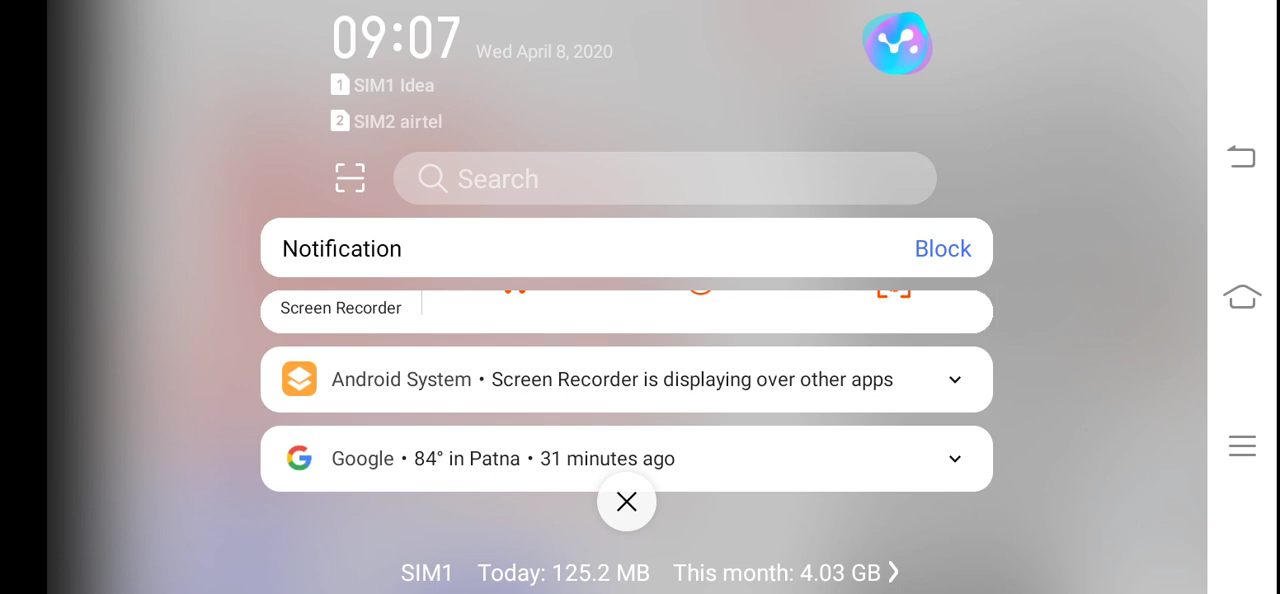 09:07 Wed April 8, 2020
1 SIM1 Idea
2 SIM2 airtel
Search
Notification Block
Screen Recorder
Android System • Screen Recorder is displaying over other apps
Google • 84° in Patna • 31 minutes ago
SIM1 Today: 125.2 MB This month: 4.03 GB